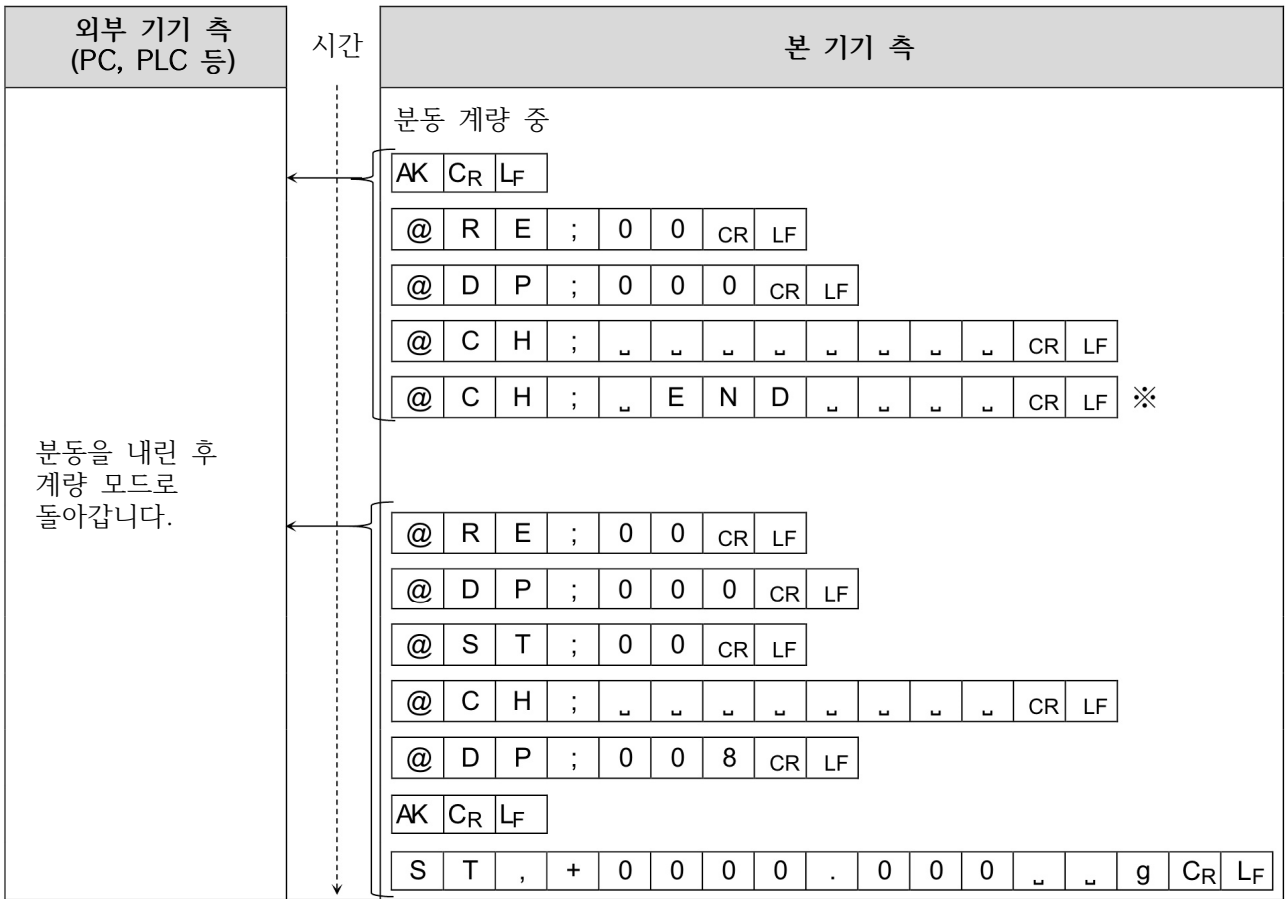 외부 기기 측
(PC, PLC 등)
시간
본 기기 측
분동 계량 중
AK CR LF
@ R E ; 0 0 CR LF
@ D P ; 0 0 0 CR LF
@ C H ; ␣ ␣ ␣ ␣ ␣ ␣ ␣ ␣ CR LF
@ C H ; ␣ E N D ␣ ␣ ␣ ␣ CR LF ※
분동을 내린 후
계량 모드로
돌아갑니다.
@ R E ; 0 0 CR LF
@ D P ; 0 0 0 CR LF
@ S T ; 0 0 CR LF
@ C H ; ␣ ␣ ␣ ␣ ␣ ␣ ␣ ␣ CR LF
@ D P ; 0 0 8 CR LF
AK CR LF
S T , + 0 0 0 0 . 0 0 0 ␣ ␣ g CR LF